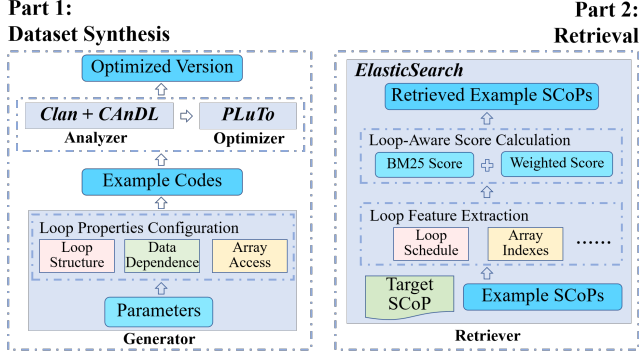 Part 1:
Dataset Synthesis
Optimized Version
Clan + CAnDL
PLuTo
Analyzer
Optimizer
Example Codes
Loop Properties Configuration
Loop
Structure
Data
Dependence
Array
Access
Parameters
Generator
Part 2:
Retrieval
ElasticSearch
Retrieved Example SCoPs
Loop-Aware Score Calculation
BM25 Score
Weighted Score
Loop Feature Extraction
Loop
Schedule
Array
Indexes
......
Target
SCoP
Example SCoPs
Retriever